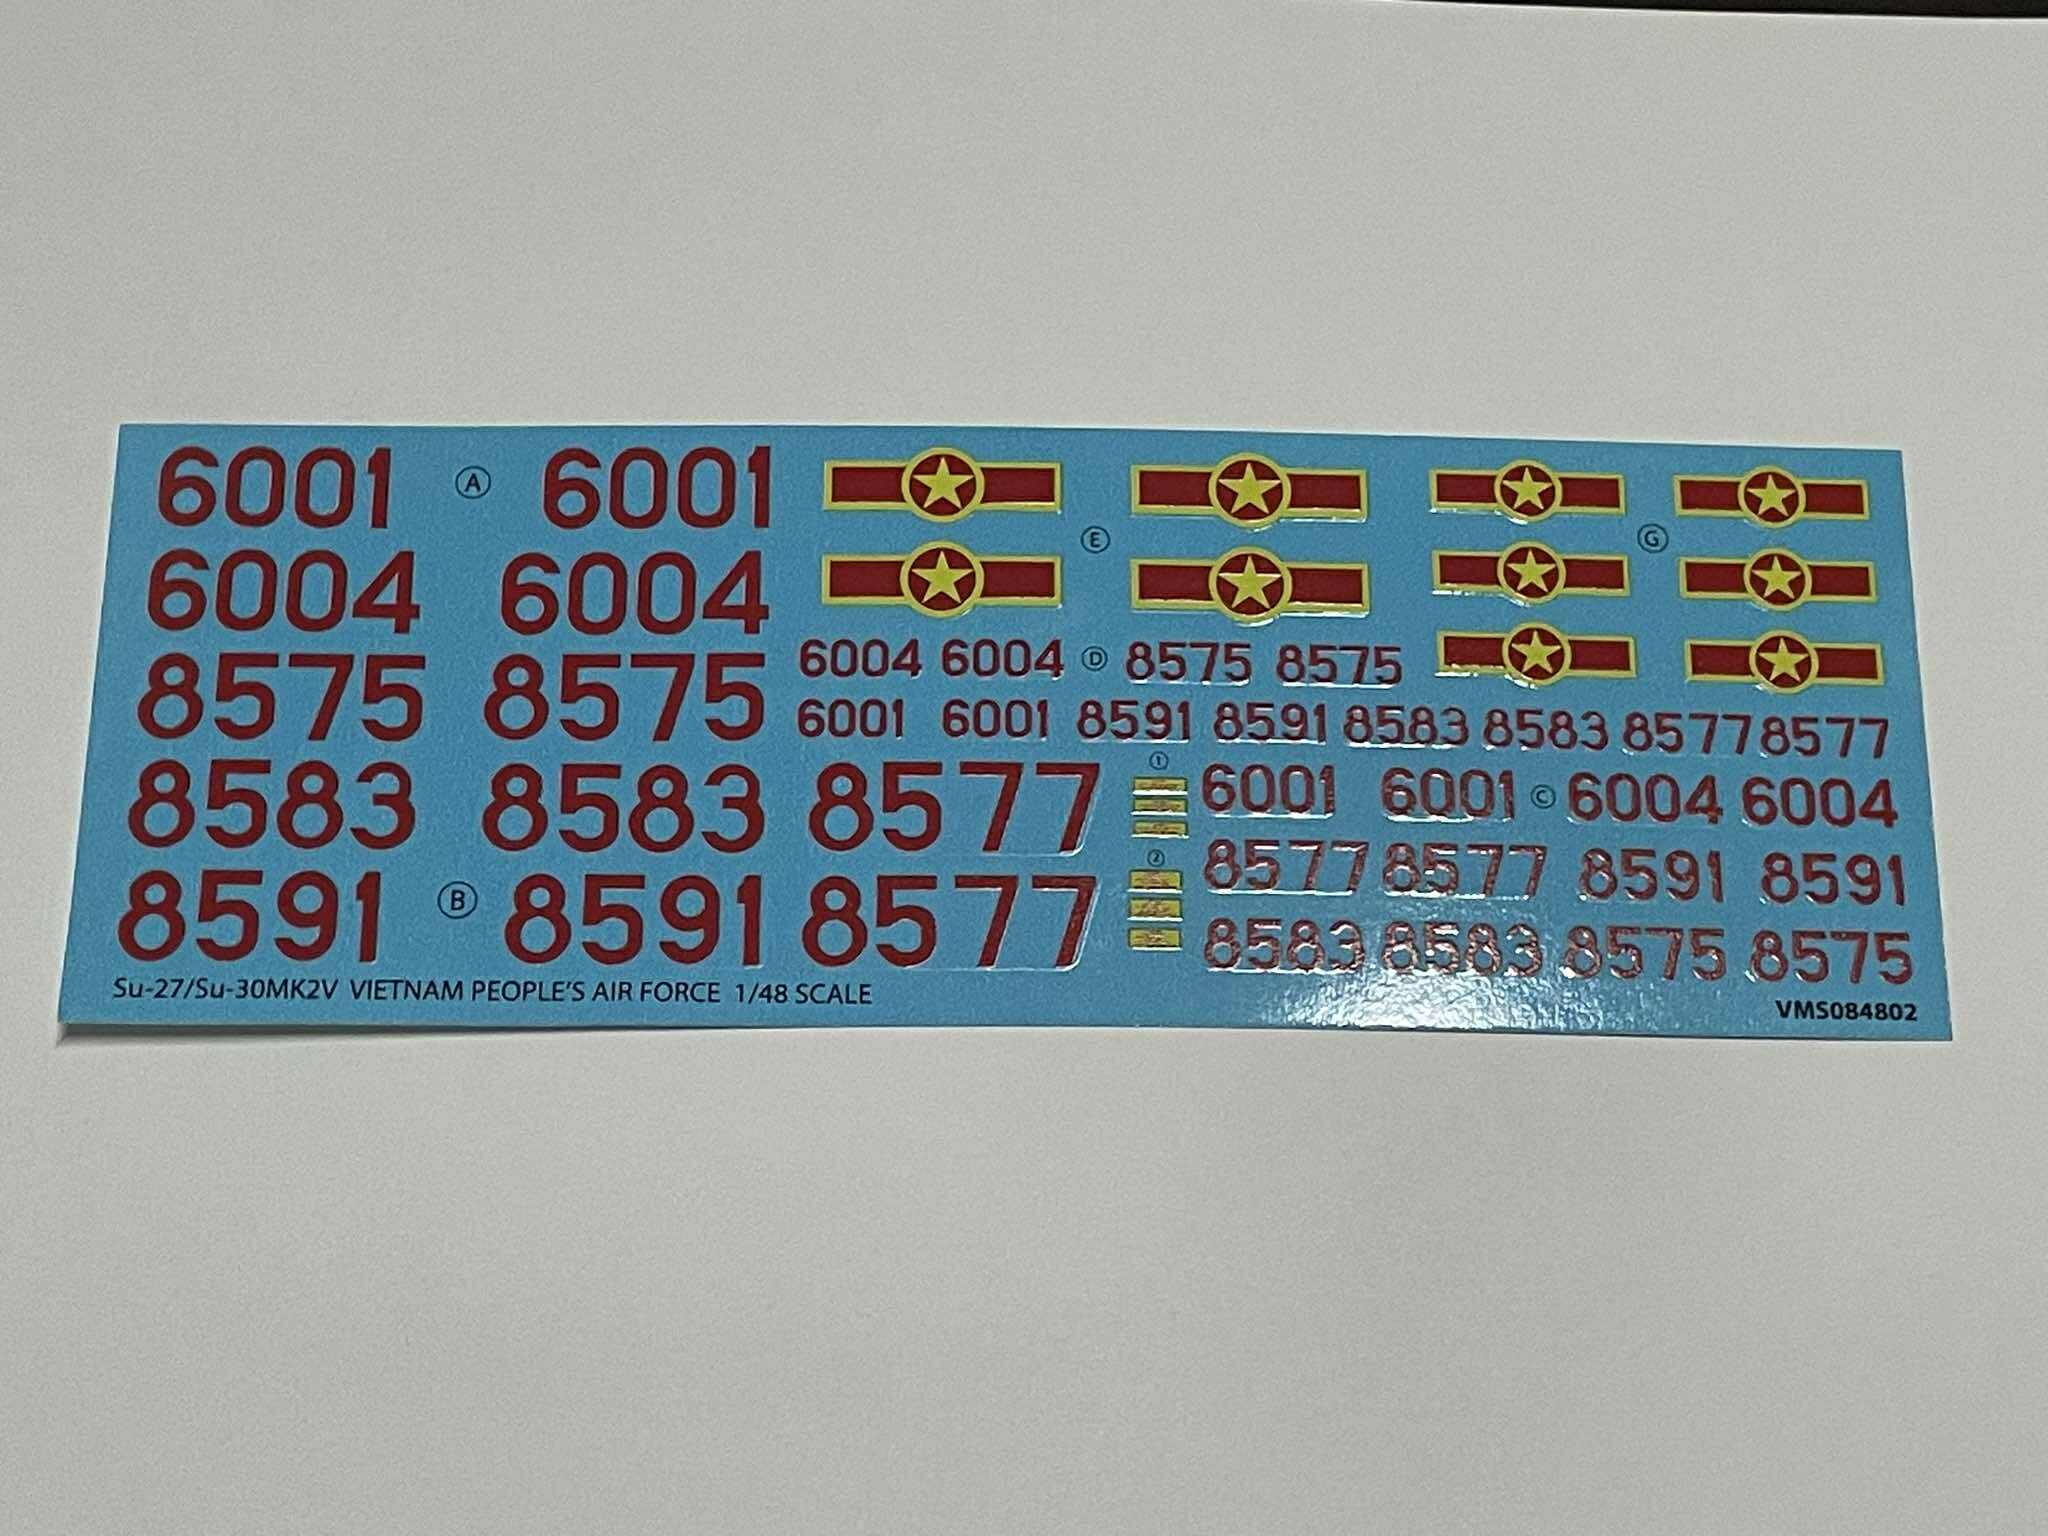 6001 A 6001
E G
6004 6004
6004 6004 D 8575 8575
8575 8575
6001 6001 8591 8591 8583 8583 8577 8577
1
8583 8583 8577
6001 6001 C 6004 6004
2
8577 8577 8591 8591
8591 B 8591 8577
8583 8583 8575 8575
Su-27/Su-30MK2V VIETNAM PEOPLE'S AIR FORCE 1/48 SCALE
VMS084802